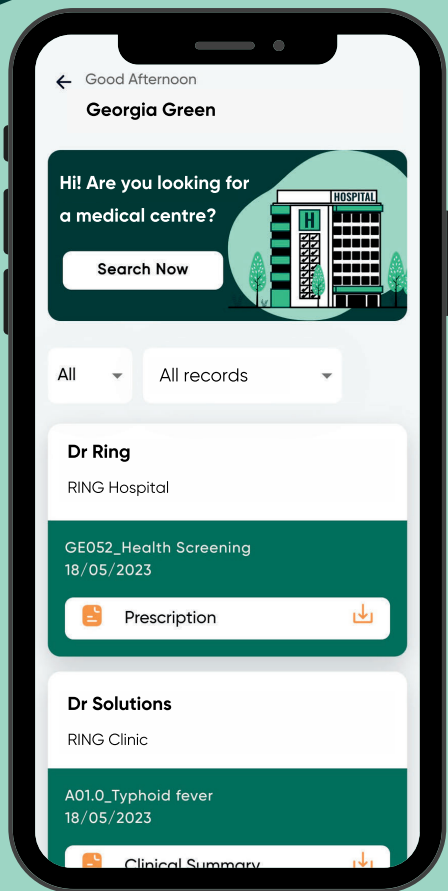 Good Afternoon
Georgia Green
Hi! Are you looking for
a medical centre?
HOSPITAL
H
Search Now
All
All records
Dr Ring
RING Hospital
GE052_Health Screening
18/05/2023
Prescription
Dr Solutions
RING Clinic
A01.0_Typhoid fever
18/05/2023
Clinical Summary